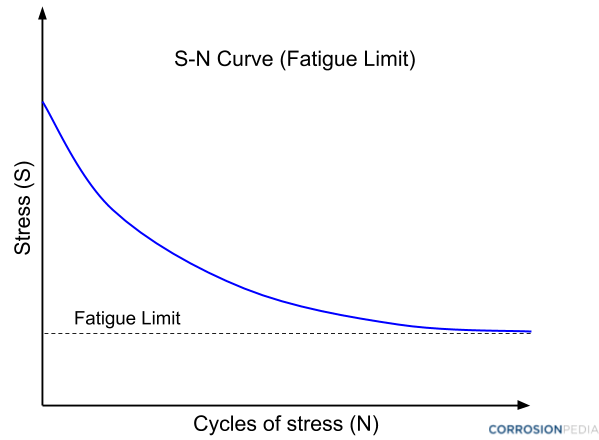 S-N Curve (Fatigue Limit)
Stress (S)
Fatigue Limit
Cycles of stress (N)
CORROSIONPEDIA